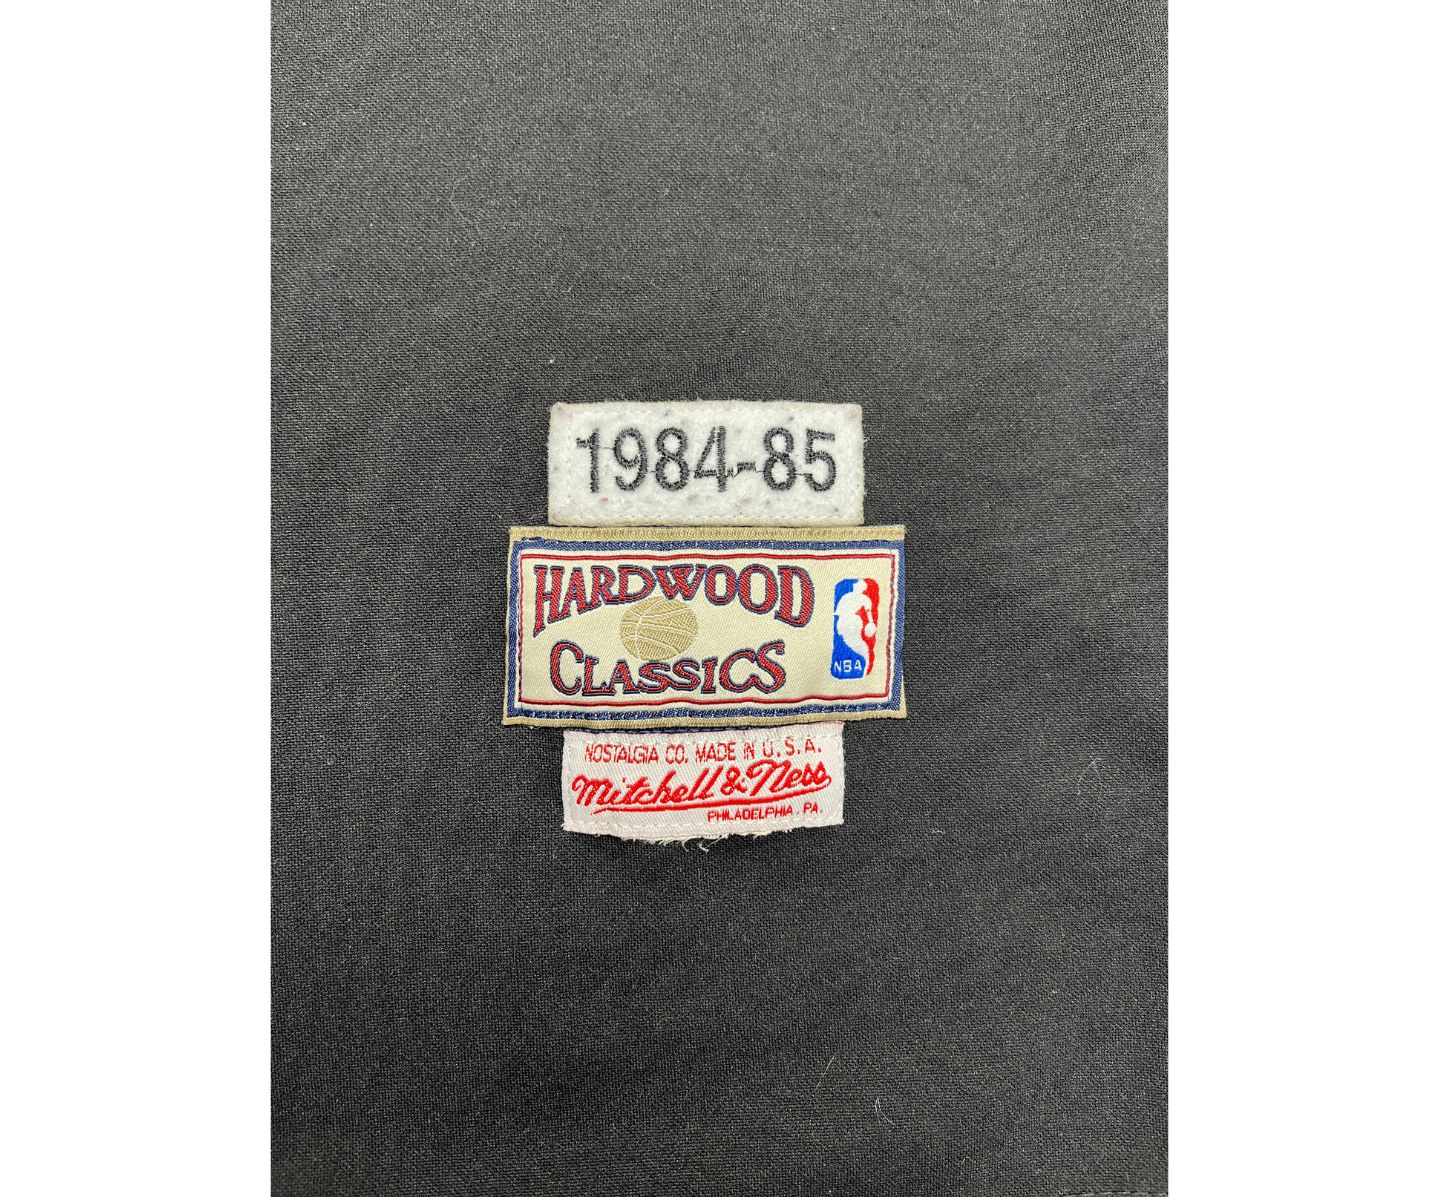 1984-85
HARDWOOD
CLASSICS
NBA
NOSTALGIA CO. MADE IN U.S.A.
Mitchell & Ness
PHILADELPHIA, PA.